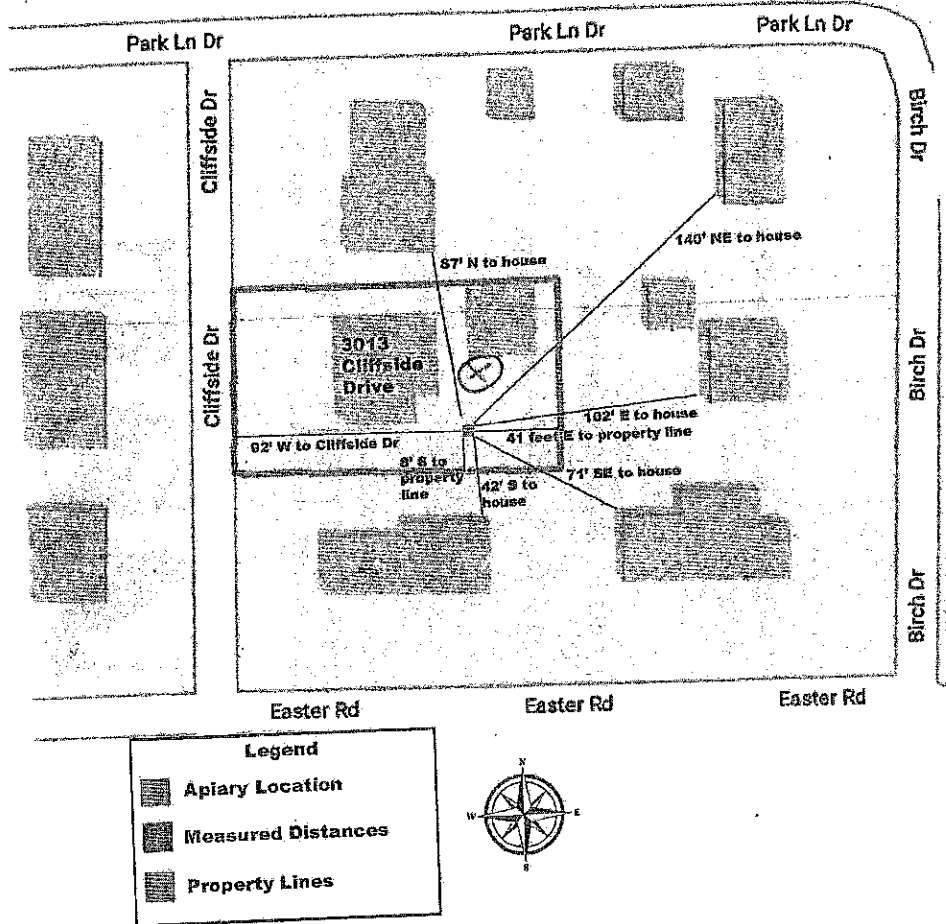 Park Ln Dr
Park Ln Dr
Park Ln Dr
Cliffside Dr
Birch Dr
140' NE to house
87' N to house
3013
Cliffside
Drive
Cliffside Dr
Birch Dr
102' E to house
41 feet E to property line
92' W to Cliffside Dr
8' S to
property
line
71' SE to house
42' S to
house
Birch Dr
Easter Rd
Easter Rd
Easter Rd
Legend
Apiary Location
Measured Distances
Property Lines
N
W
E
S